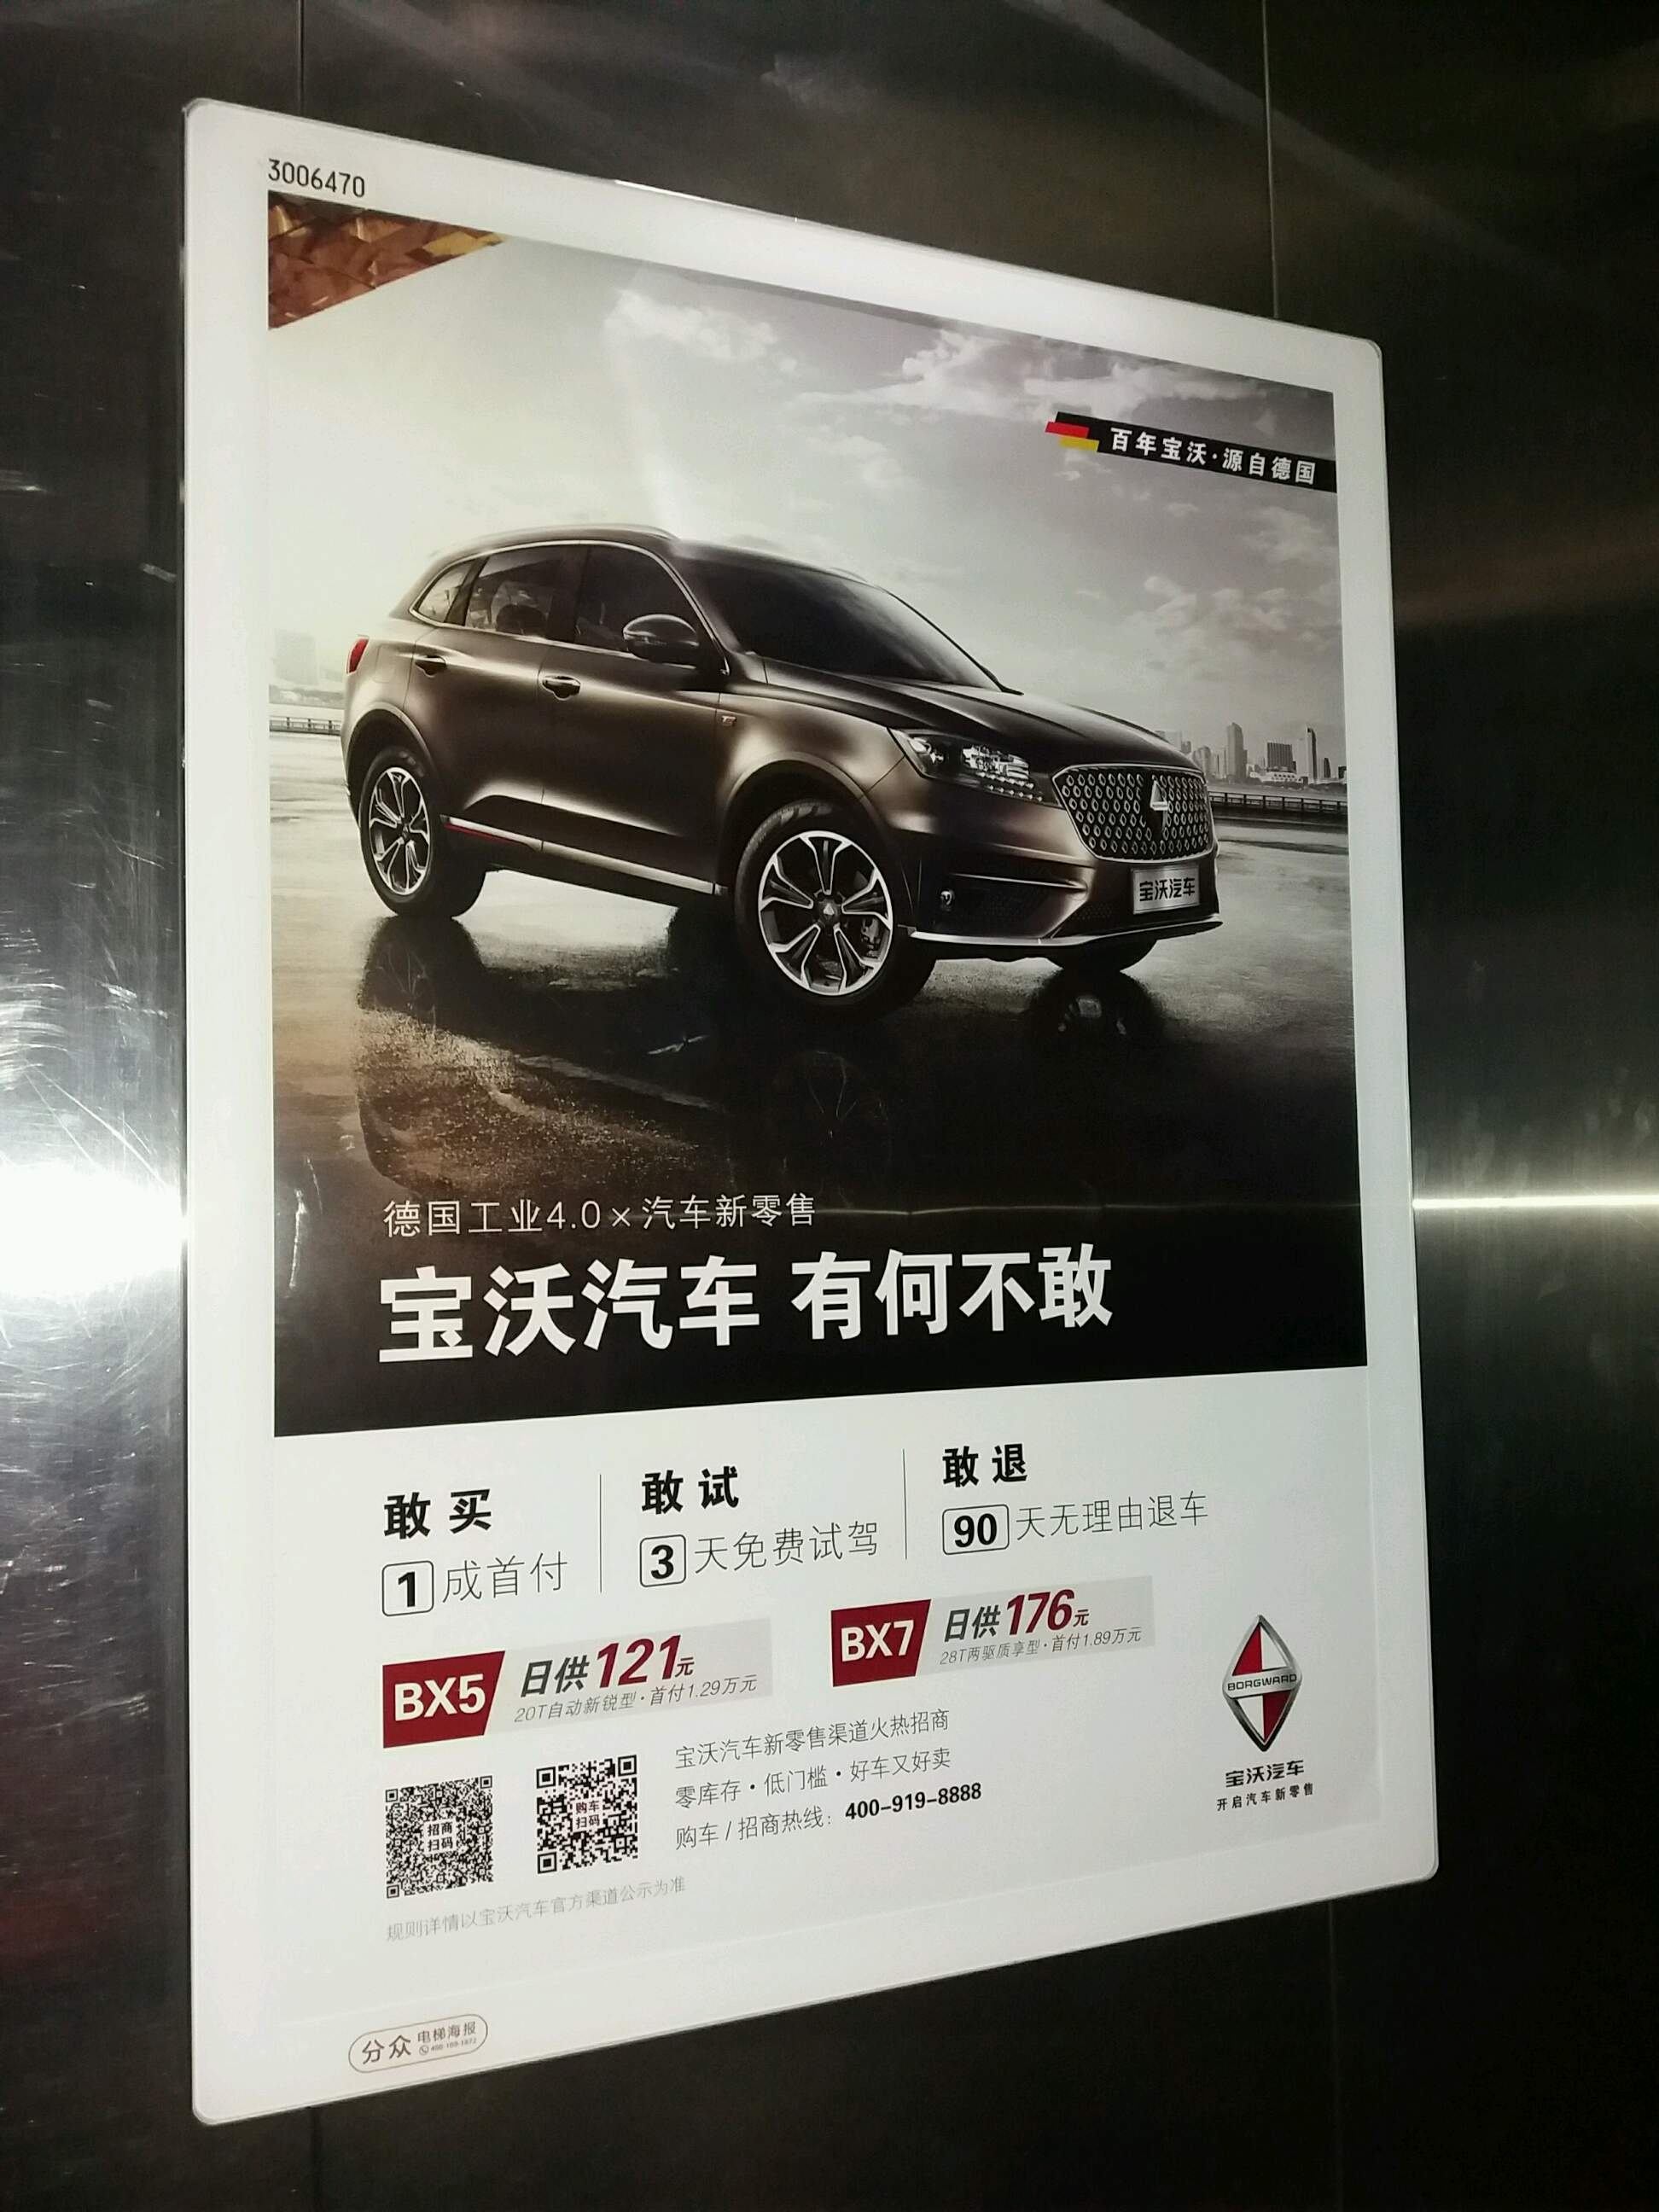 3006470
百年宝沃·源自德国
宝沃汽车
德国工业4.0×汽车新零售
宝沃汽车 有何不敢
敢买
1成首付
敢试
3天免费试驾
敢退
90天无理由退车
BX5
日供121元
20T自动新锐型·首付1.29万元
BX7
日供176元
28T两驱质享型·首付1.89万元
招商
扫码
购车
扫码
宝沃汽车新零售渠道火热招商
零库存·低门槛·好车又好卖
购车/招商热线：400-919-8888
BORGWARD
宝沃汽车
开启汽车新零售
规则详情以宝沃汽车官方渠道公示为准
分众 电梯海报